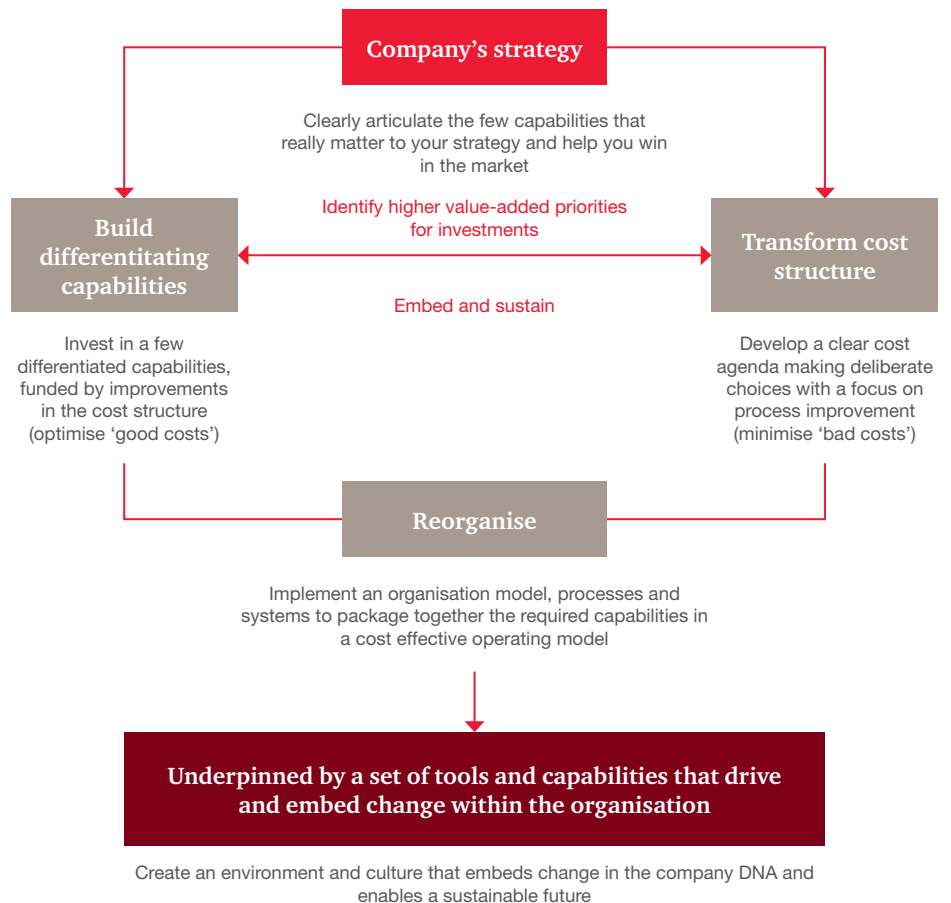 Company’s strategy
Clearly articulate the few capabilities that
really matter to your strategy and help you win
in the market
Identify higher value-added priorities
for investments
Embed and sustain
Build
differentitating
capabilities
Invest in a few
differentiated capabilities,
funded by improvements
in the cost structure
(optimise ‘good costs’)
Transform cost
structure
Develop a clear cost
agenda making deliberate
choices with a focus on
process improvement
(minimise ‘bad costs’)
Reorganise
Implement an organisation model, processes and
systems to package together the required capabilities in
a cost effective operating model
Underpinned by a set of tools and capabilities that drive
and embed change within the organisation
Create an environment and culture that embeds change in the company DNA and
enables a sustainable future